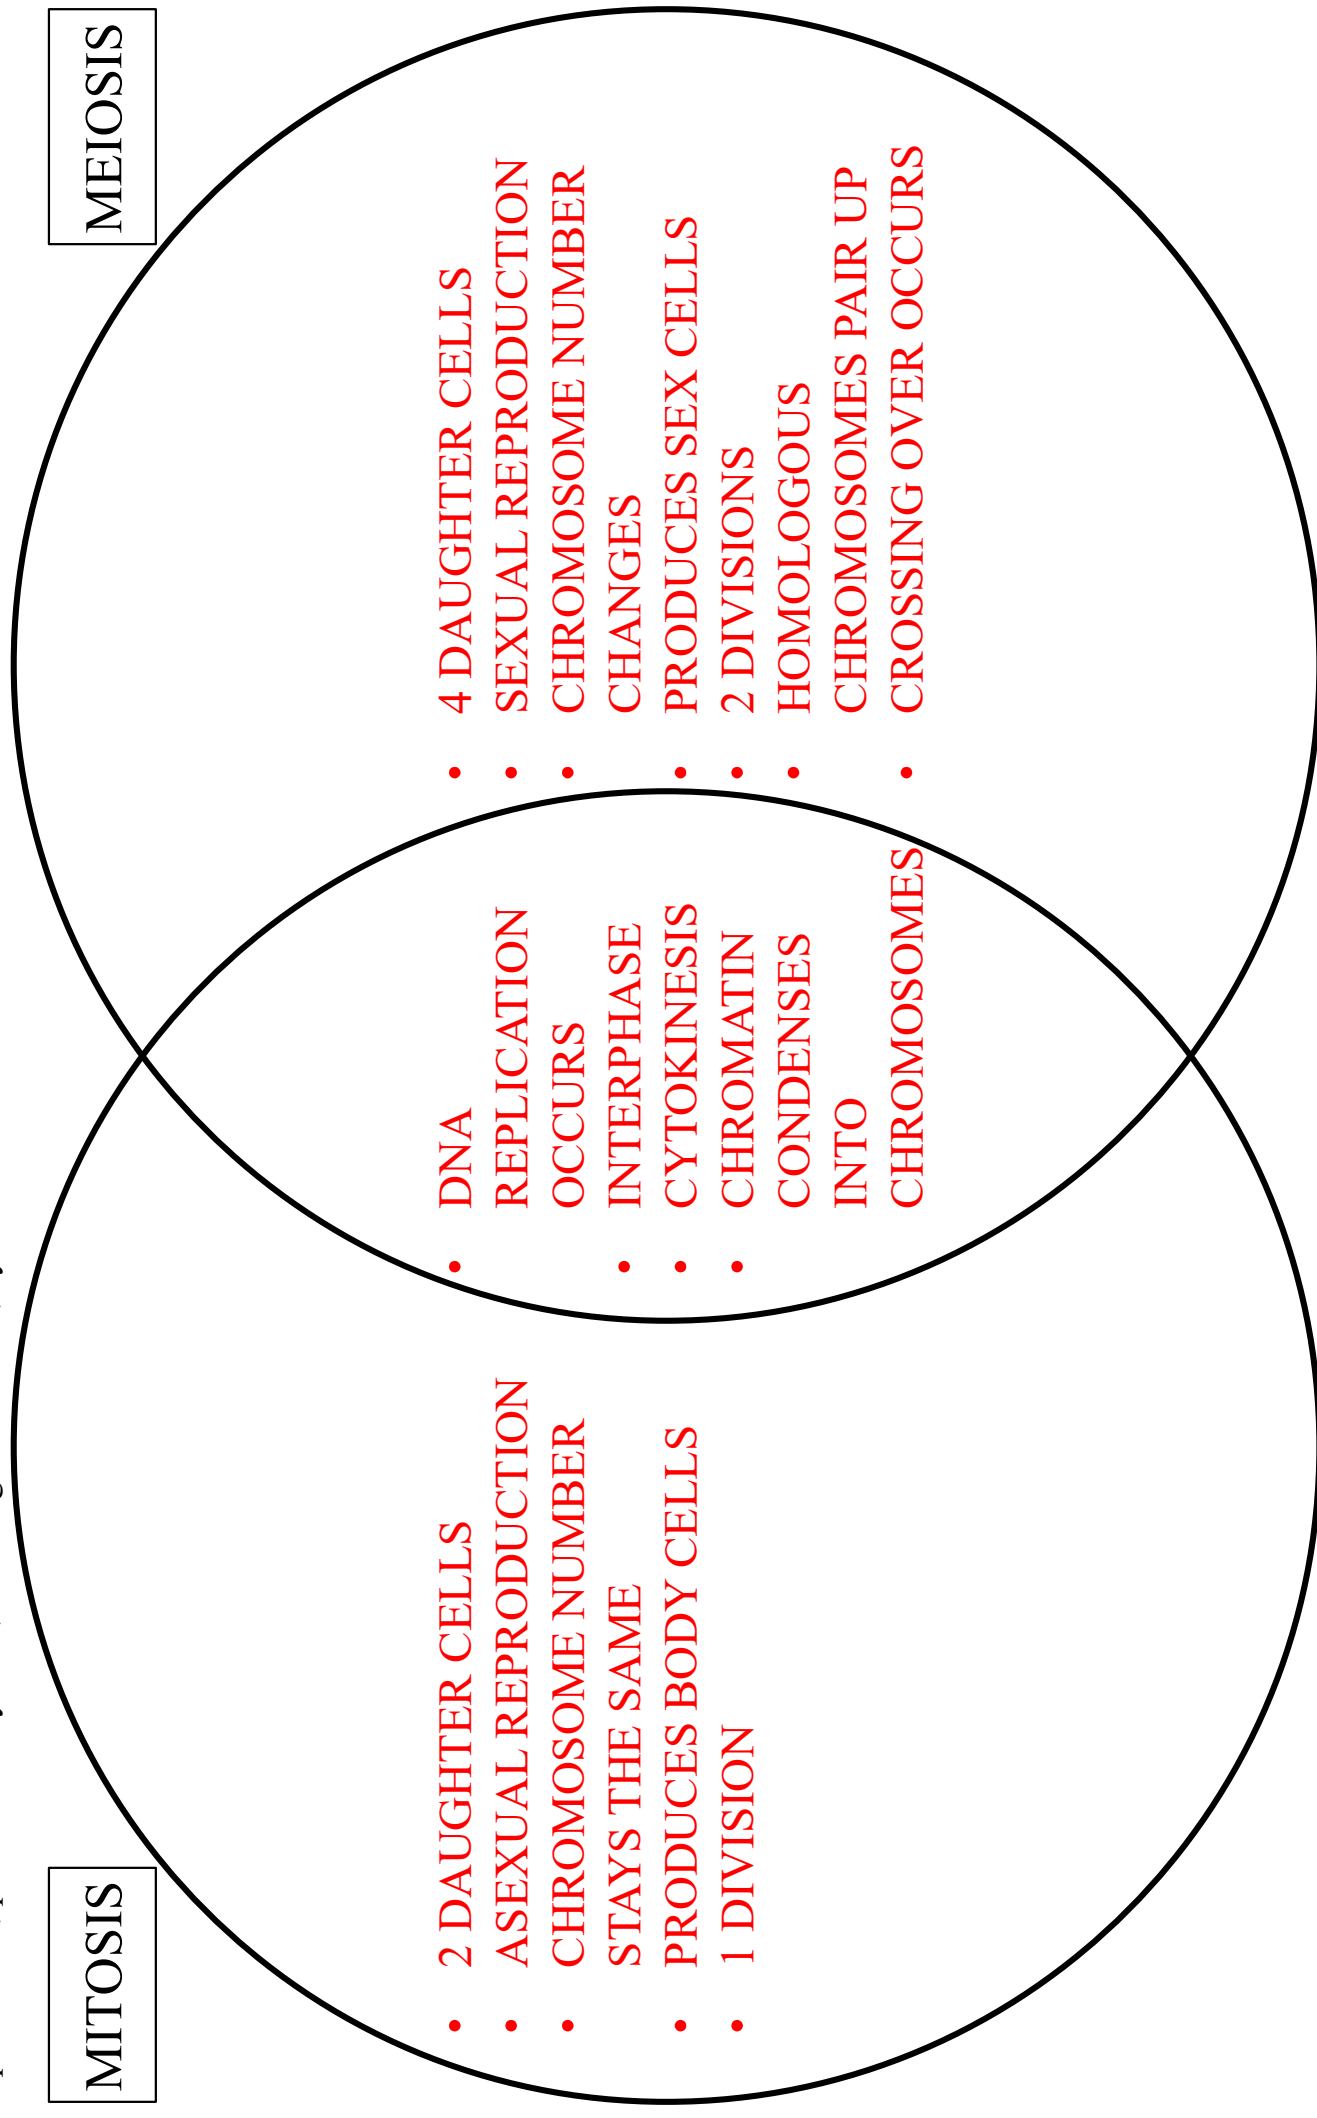 MITOSIS
MEIOSIS
• 2 DAUGHTER CELLS
• ASEXUAL REPRODUCTION
• CHROMOSOME NUMBER
STAYS THE SAME
• PRODUCES BODY CELLS
• 1 DIVISION
• DNA
REPLICATION
OCCURS
• INTERPHASE
• CYTOKINESIS
• CHROMATIN
CONDENSES
INTO
CHROMOSOMES
• 4 DAUGHTER CELLS
• SEXUAL REPRODUCTION
• CHROMOSOME NUMBER
CHANGES
• PRODUCES SEX CELLS
• 2 DIVISIONS
• HOMOLOGOUS
CHROMOSOMES PAIR UP
• CROSSING OVER OCCURS